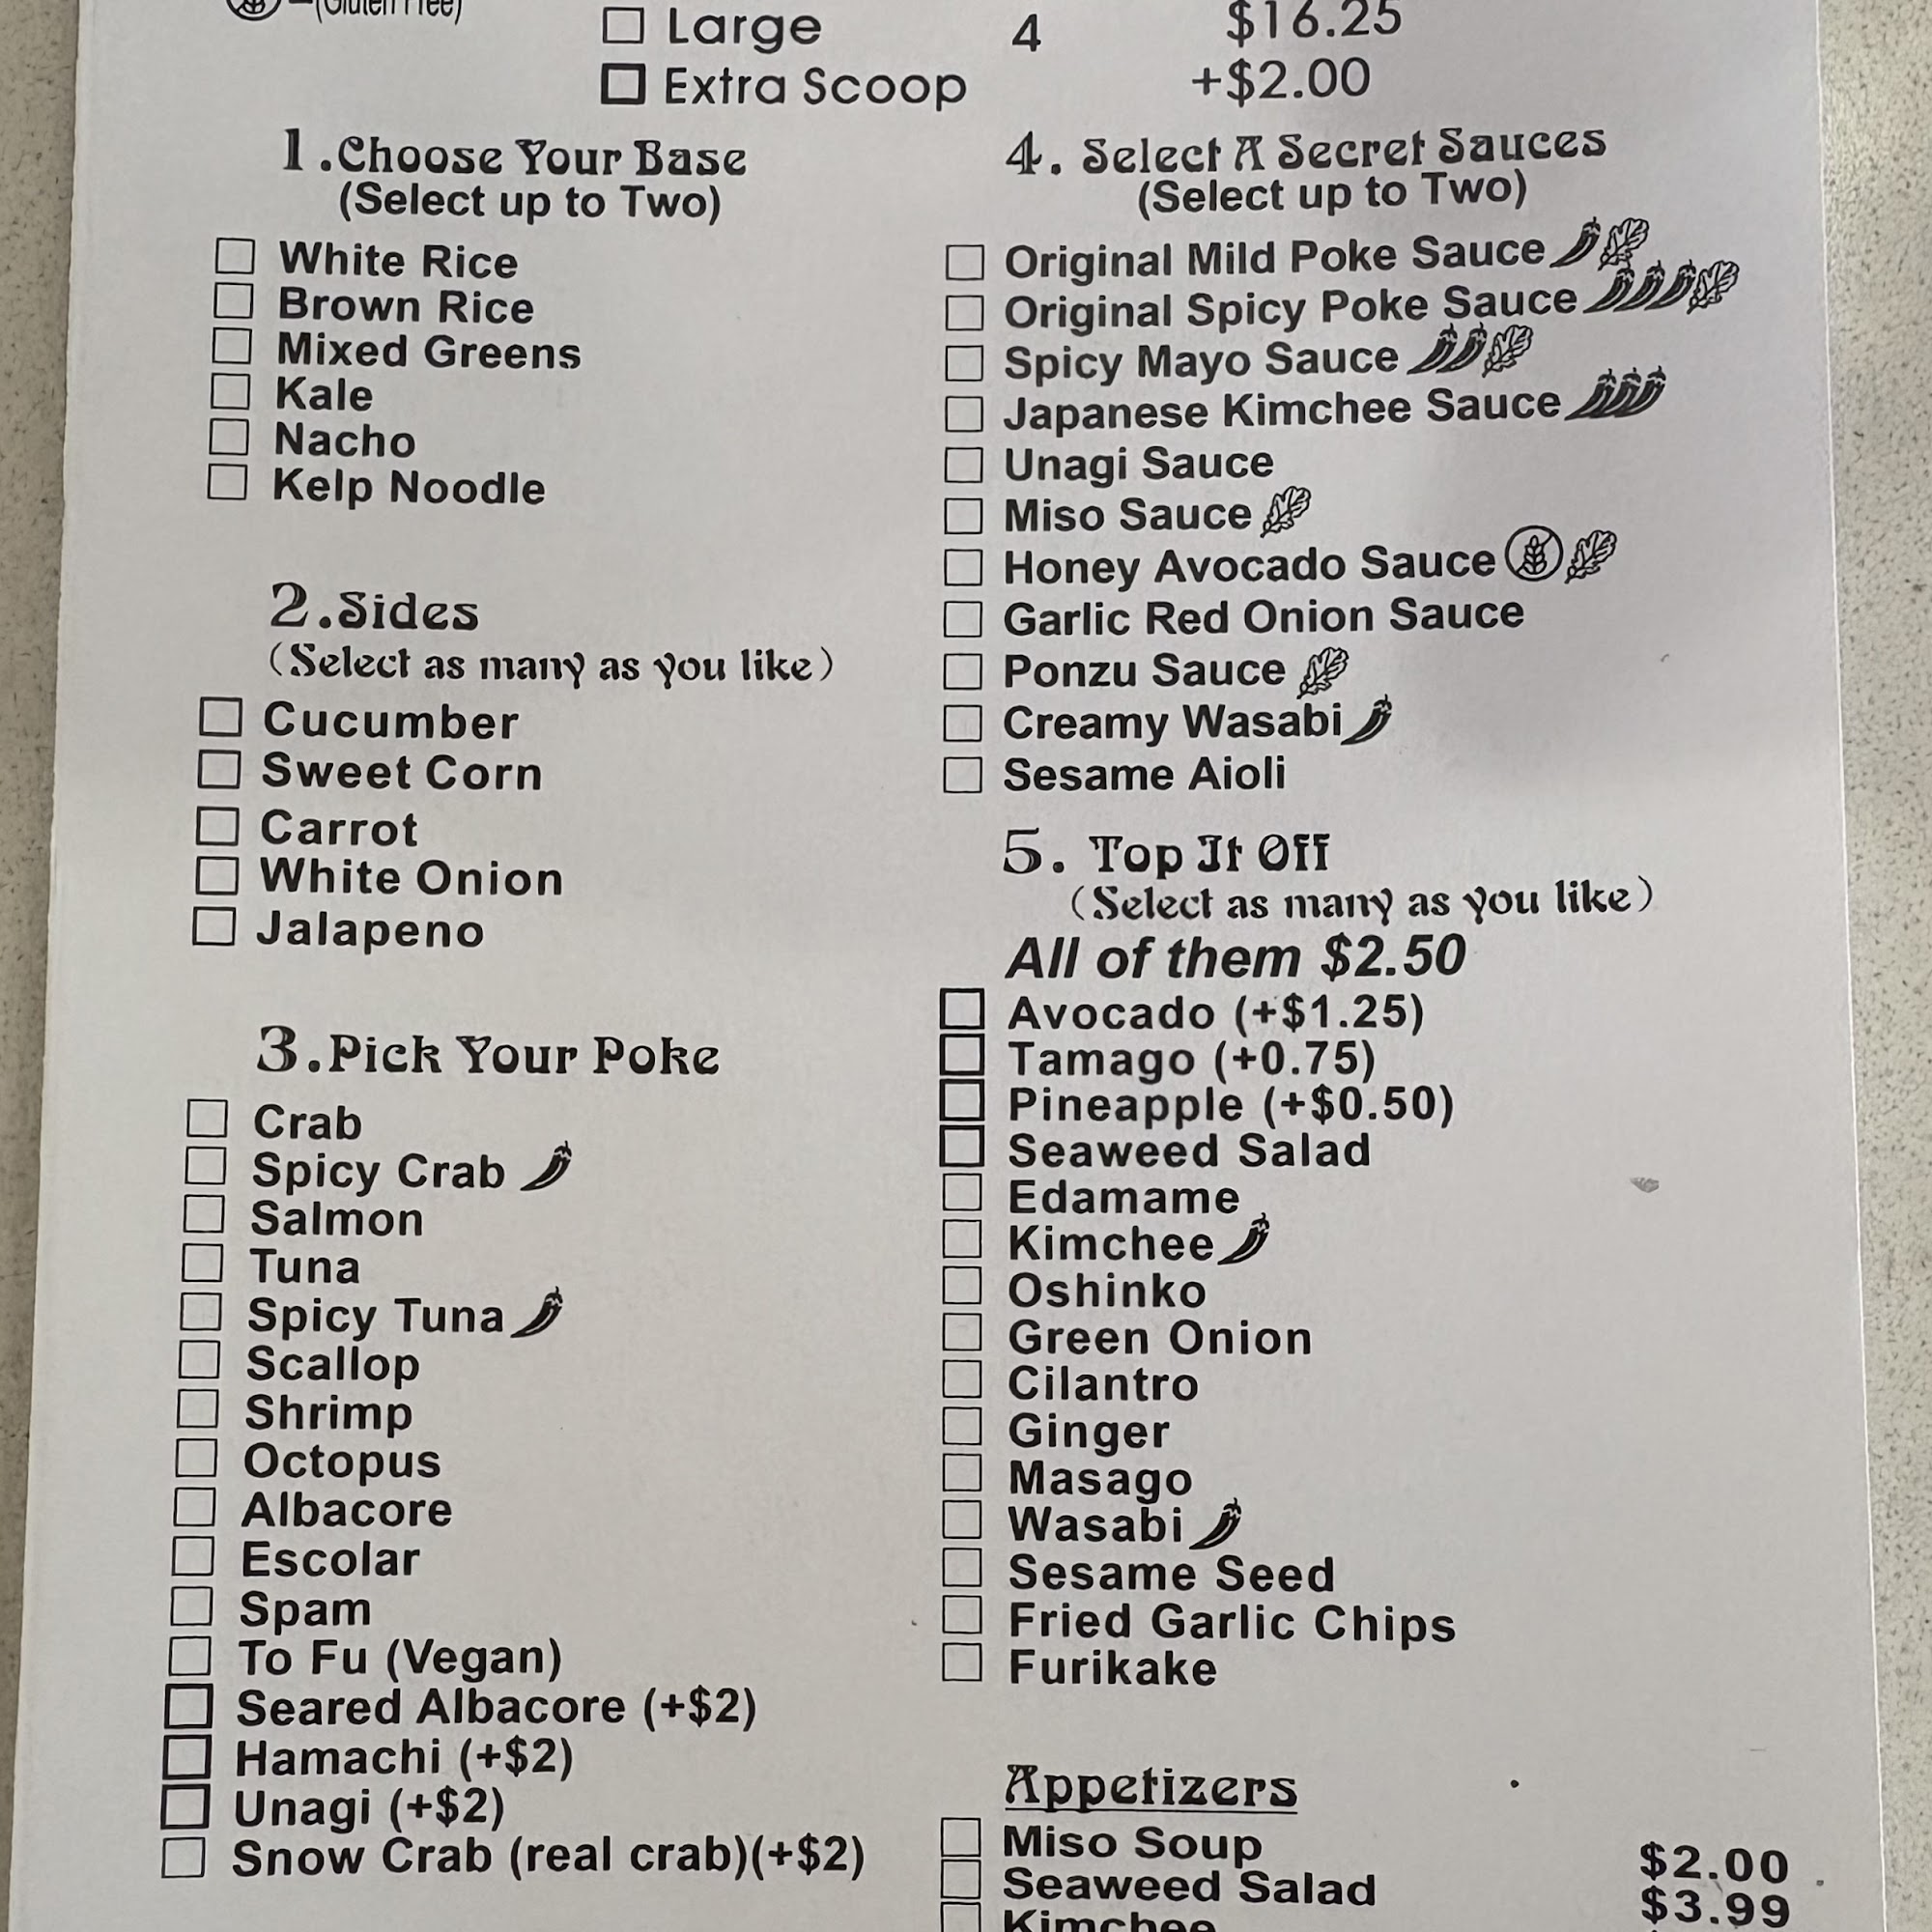 (Gluten Free)
Large 4 $16.25
Extra Scoop +$2.00
1.Choose Your Base
(Select up to Two)
White Rice
Brown Rice
Mixed Greens
Kale
Nacho
Kelp Noodle
2.Sides
(Select as many as you like)
Cucumber
Sweet Corn
Carrot
White Onion
Jalapeno
3.Pick Your Poke
Crab
Spicy Crab
Salmon
Tuna
Spicy Tuna
Scallop
Shrimp
Octopus
Albacore
Escolar
Spam
To Fu (Vegan)
Seared Albacore (+$2)
Hamachi (+$2)
Unagi (+$2)
Snow Crab (real crab)(+$2)
4. Select A Secret Sauces
(Select up to Two)
Original Mild Poke Sauce
Original Spicy Poke Sauce
Spicy Mayo Sauce
Japanese Kimchee Sauce
Unagi Sauce
Miso Sauce
Honey Avocado Sauce
Garlic Red Onion Sauce
Ponzu Sauce
Creamy Wasabi
Sesame Aioli
5. Top It Off
(Select as many as you like)
All of them $2.50
Avocado (+$1.25)
Tamago (+0.75)
Pineapple (+$0.50)
Seaweed Salad
Edamame
Kimchee
Oshinko
Green Onion
Cilantro
Ginger
Masago
Wasabi
Sesame Seed
Fried Garlic Chips
Furikake
Appetizers
Miso Soup $2.00
Seaweed Salad $3.99
Kimchee